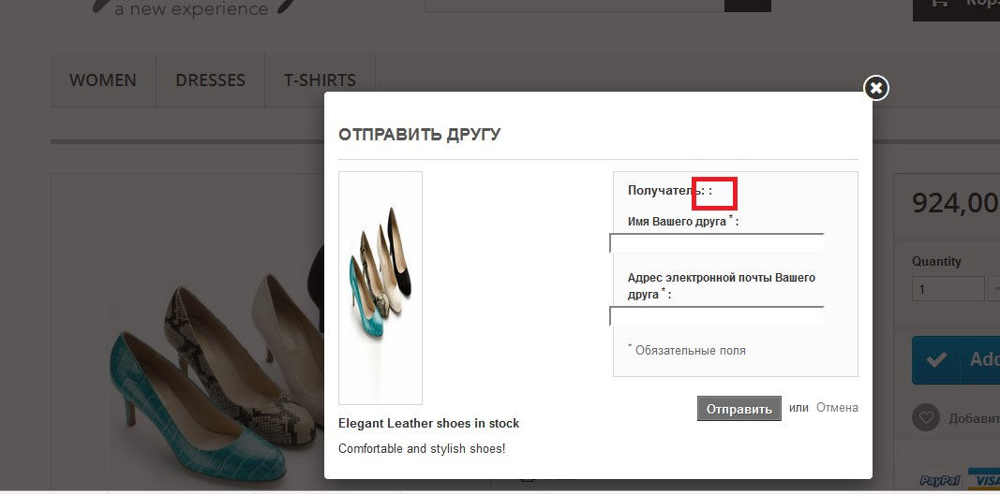 a new experience
WOMEN
DRESSES
T-SHIRTS
ОТПРАВИТЬ ДРУГУ
Получатель: :
Имя Вашего друга * :
Адрес электронной почты Вашего
друга * :
* Обязательные поля
Отправить или Отмена
Elegant Leather shoes in stock
Comfortable and stylish shoes!
924,00
Quantity
1
Add
Добавит
PayPal
VISA